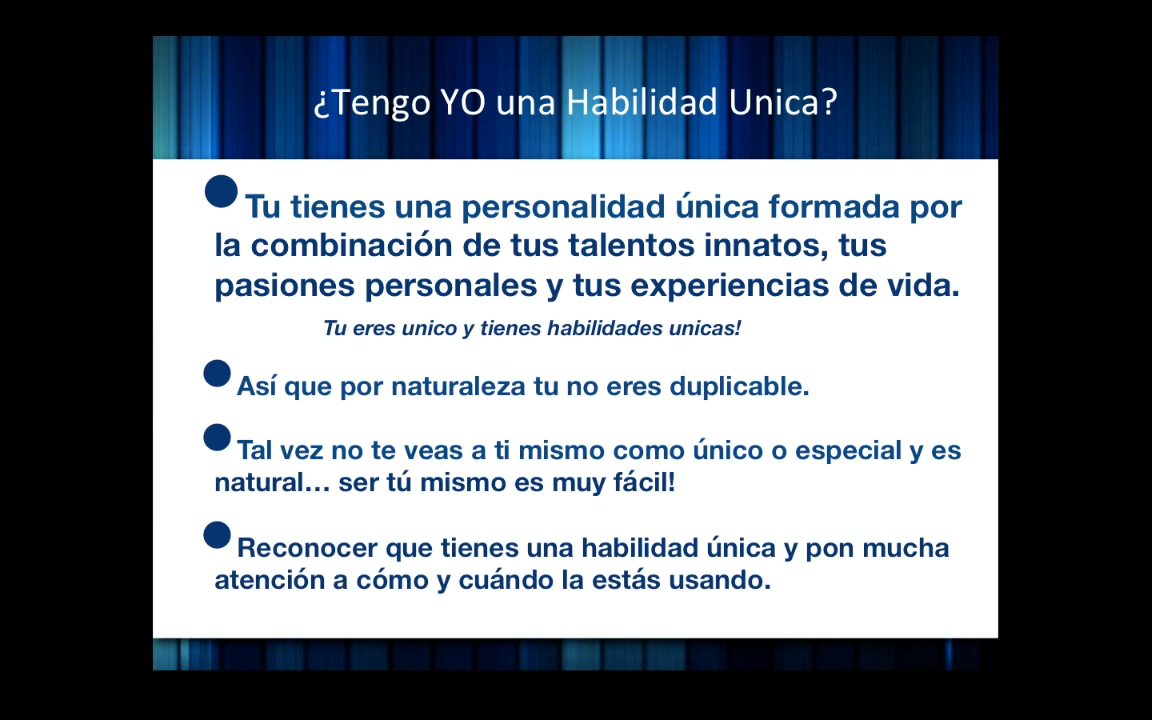 ¿Tengo YO una Habilidad Unica?
Tu tienes una personalidad única formada por
la combinación de tus talentos innatos, tus
pasiones personales y tus experiencias de vida.
Tu eres unico y tienes habilidades unicas!
Así que por naturaleza tu no eres duplicable.
Tal vez no te veas a ti mismo como único o especial y es
natural… ser tú mismo es muy fácil!
Reconocer que tienes una habilidad única y pon mucha
atención a cómo y cuándo la estás usando.